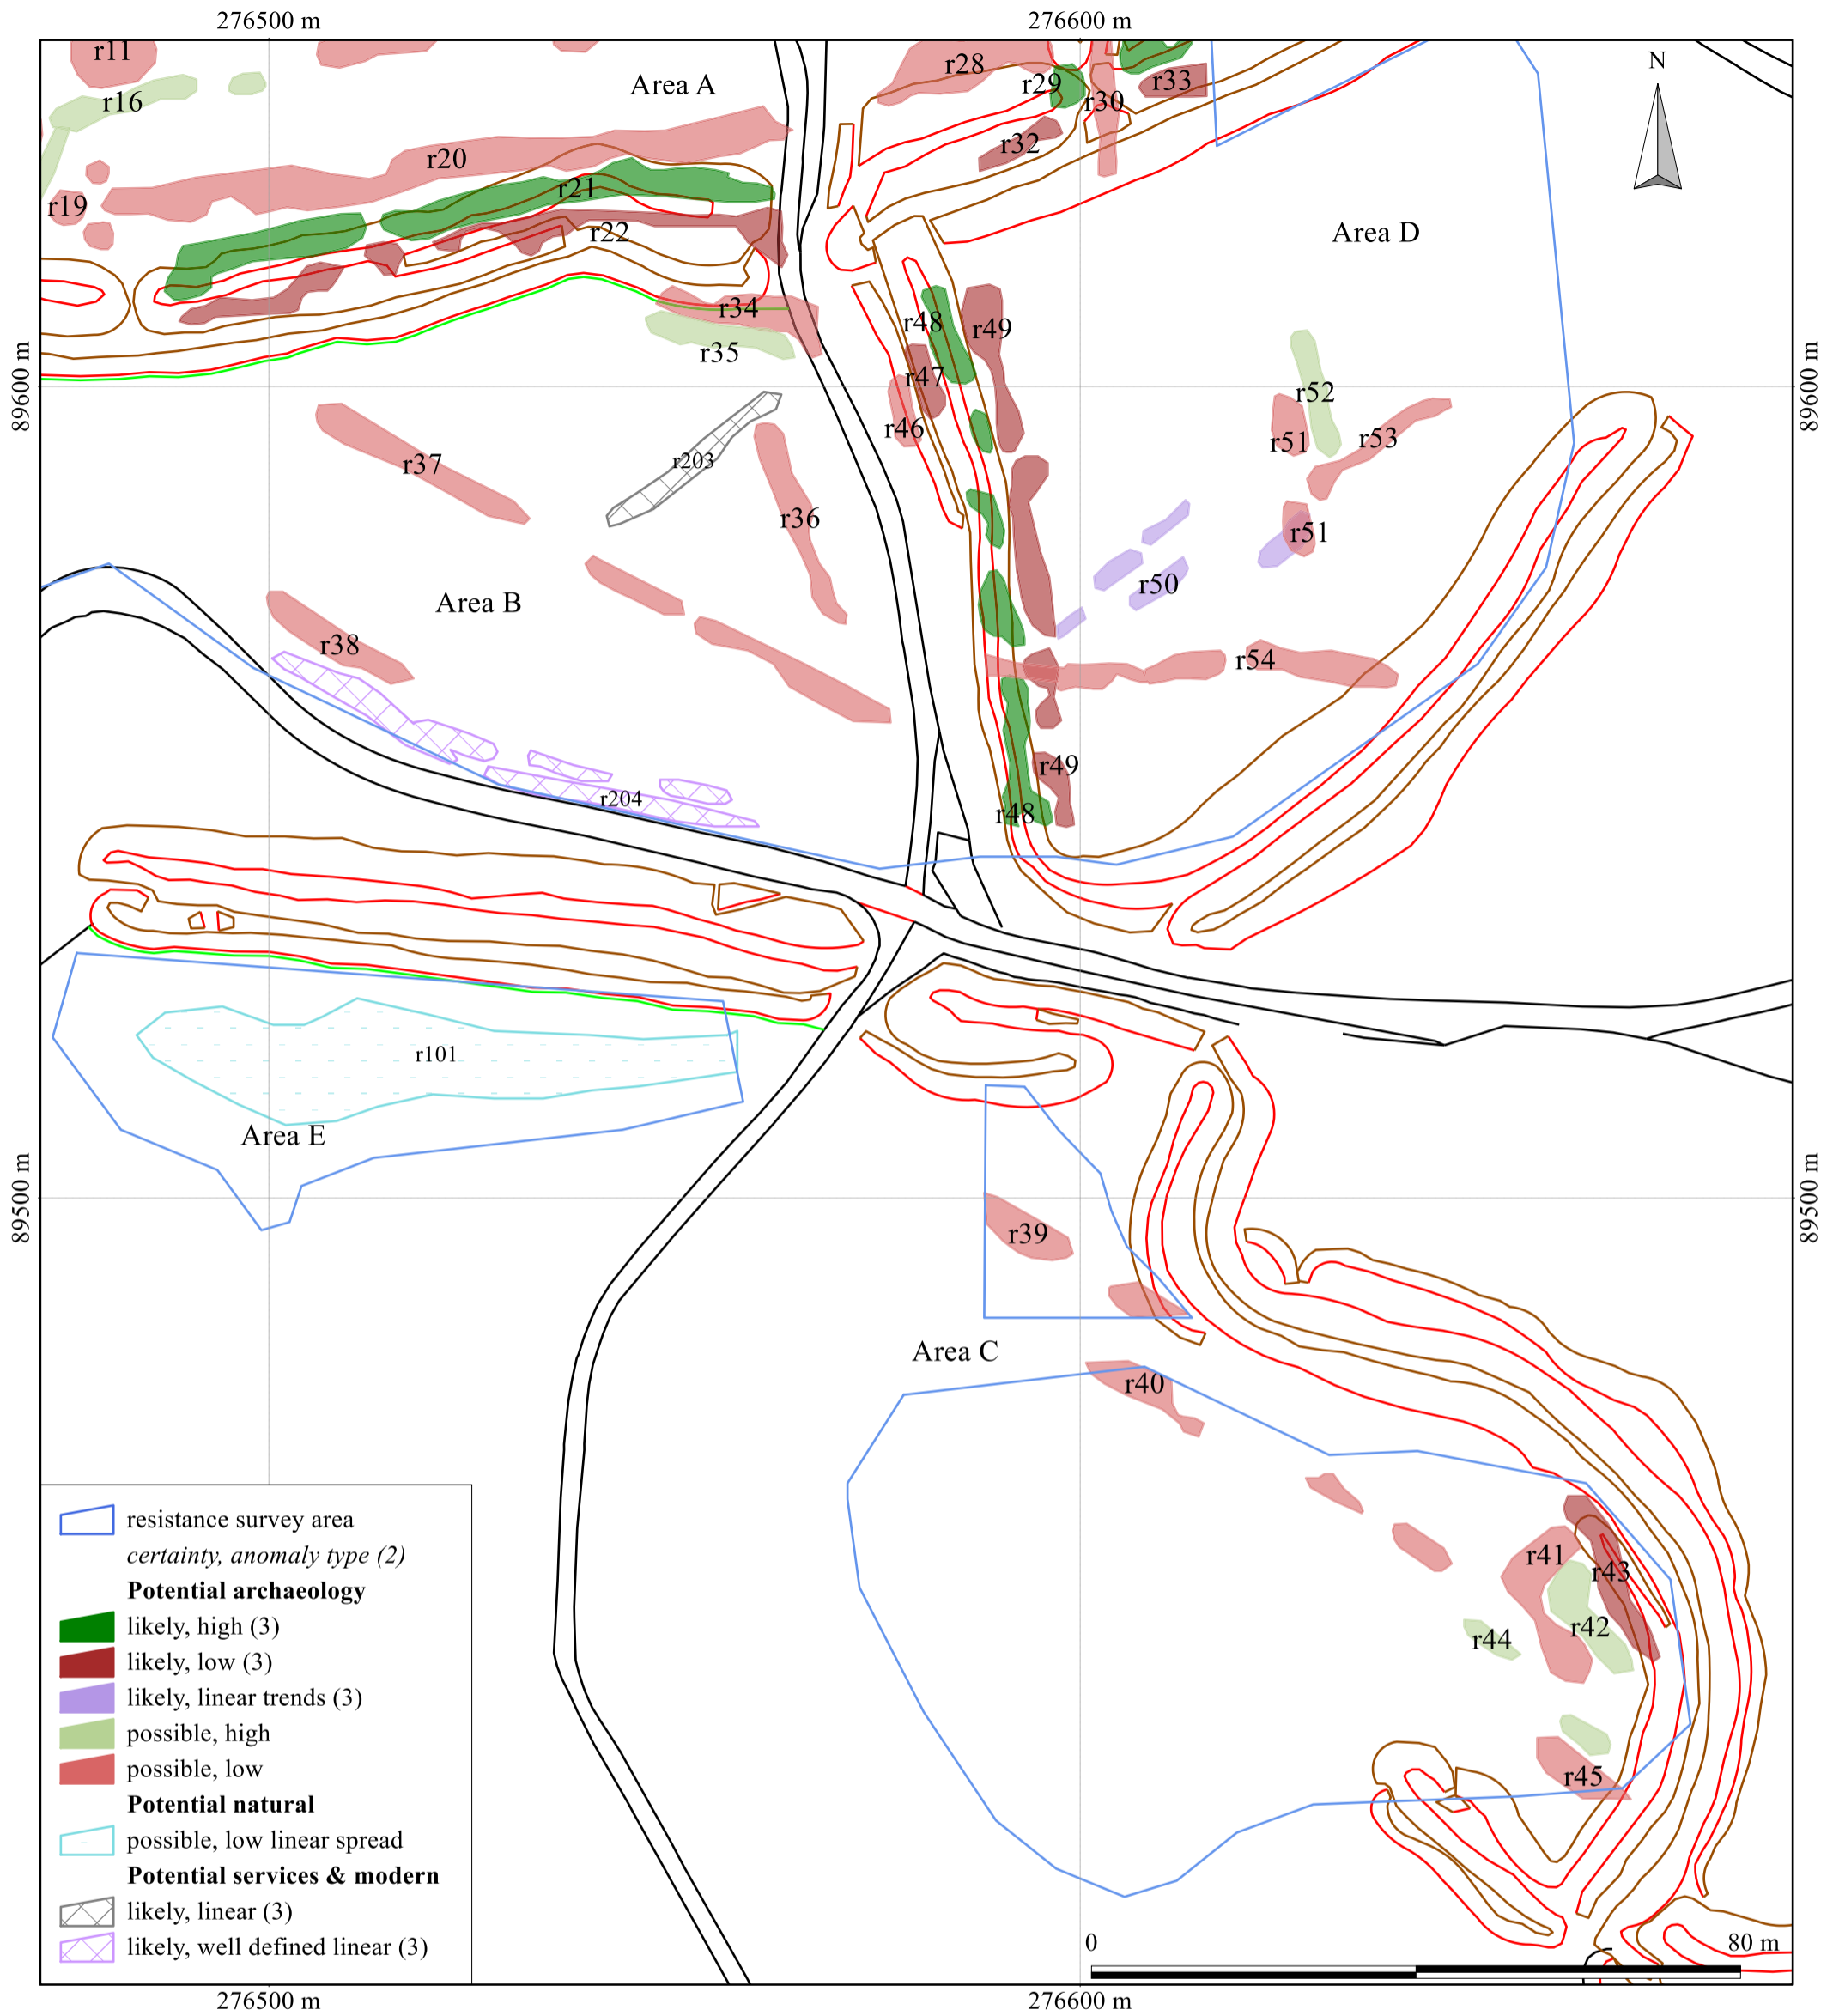 276500 m
276600 m
r11
Area A
r28
N
r16
r29
r33
r30
r20
r32
r21
r19
r22
Area D
r34
r48
r49
r35
89600 m
r47
r52
89600 m
r46
r51
r53
r37
r203
r36
r51
r50
Area B
r38
r54
r49
r204
r48
r101
Area E
89500 m
89500 m
r39
Area C
r40
r41
r43
r42
r44
r45
resistance survey area
certainty, anomaly type (2)
Potential archaeology
likely, high (3)
likely, low (3)
likely, linear trends (3)
possible, high
possible, low
Potential natural
possible, low linear spread
Potential services & modern
likely, linear (3)
likely, well defined linear (3)
0
80 m
276500 m
276600 m